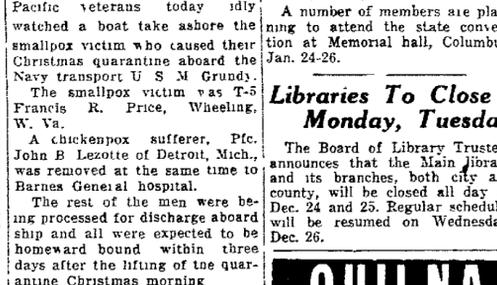 Pacific veterans today idly
watched a boat take ashore the
smallpox victim who caused their
Christmas quarantine aboard the
Navy transport U S M Grundy.
The smallpox victim was T-5
Francis R. Price, Wheeling,
W. Va.
A chickenpox sufferer, Pfc.
John B Lezotte of Detroit, Mich.,
was removed at the same time to
Barnes General hospital.
The rest of the men were be-
ing processed for discharge aboard
ship and all were expected to be
homeward bound within three
days after the lifting of the quar-
antine Christmas morning
A number of members are pla
ning to attend the state conve
tion at Memorial hall, Columbu
Jan. 24-26.
Libraries To Close
Monday, Tuesda
The Board of Library Truste
announces that the Main libra
and its branches, both city a
county, will be closed all day
Dec. 24 and 25. Regular schedul
will be resumed on Wednesda
Dec. 26.